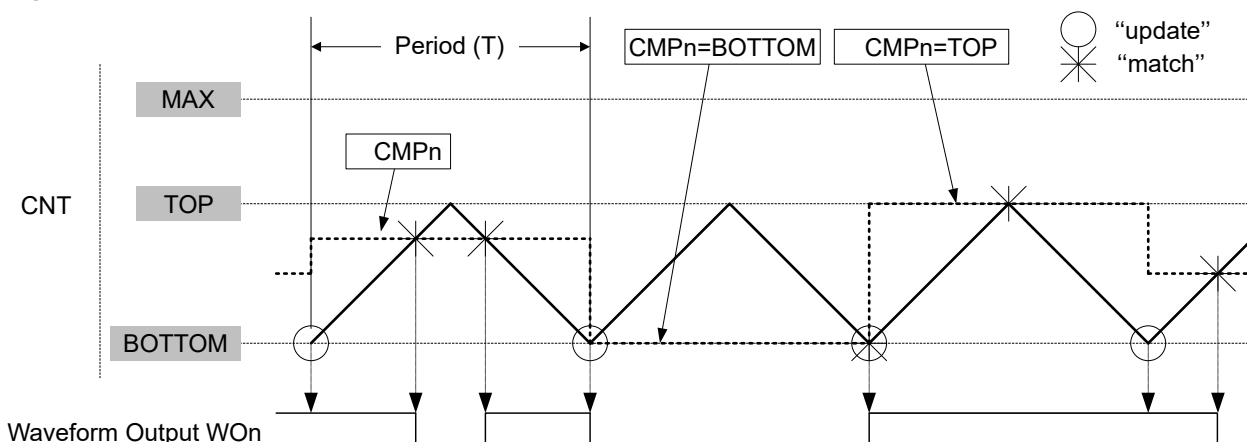 Period (T)
CMPn=BOTTOM
CMPn=TOP
“update”
“match”
MAX
CMPn
CNT
TOP
BOTTOM
Waveform Output WOn